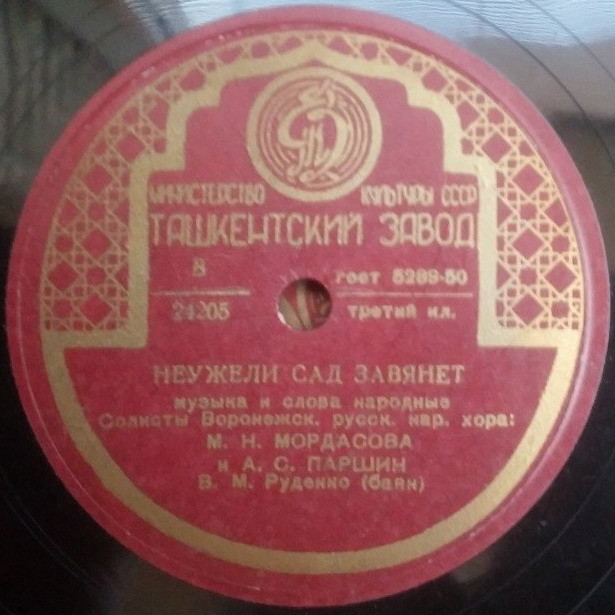 МИНИСТЕРСТВО КУЛЬТУРЫ СССР
ТАШКЕНТСКИЙ ЗАВОД
В
24205
ГОСТ 5289-50
третий кл.
НЕУЖЕЛИ САД ЗАВЯНЕТ
музыка и слова народные
Солисты Воронежск. русск. нар. хора:
М. Н. МОРДАСОВА
и А. С. ПАРШИН
В. М. Руденко (баян)